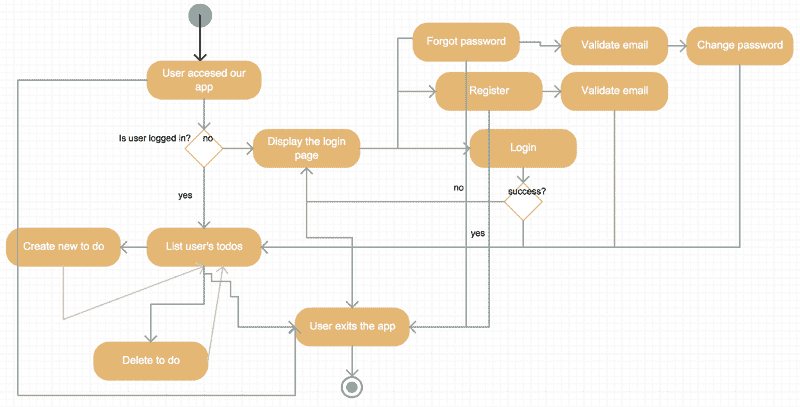 Forgot password
Validate email
Change password
User accesed our
app
Register
Validate email
Is user logged in?
no
Display the login
page
Login
yes
no
success?
yes
Create new to do
List user's todos
User exits the app
Delete to do